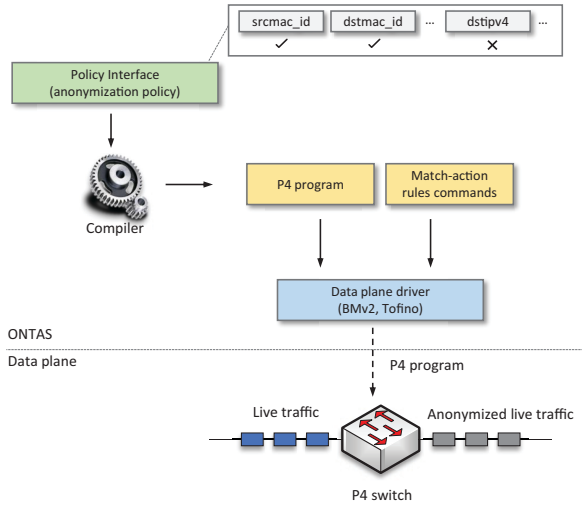 srcmac_id dstmac_id ... dstipv4 ...
Policy Interface
(anonymization policy)
P4 program
Match-action
rules commands
Compiler
Data plane driver
(BMv2, Tofino)
ONTAS
Data plane
P4 program
Live traffic
Anonymized live traffic
P4 switch